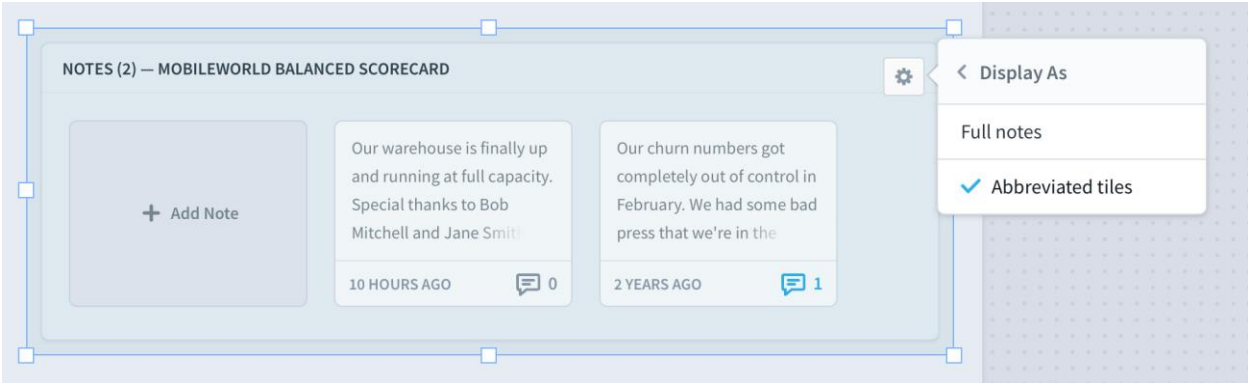 NOTES (2) — MOBILEWORLD BALANCED SCORECARD
Display As
Full notes
Abbreviated tiles
Add Note
Our warehouse is finally up
and running at full capacity.
Special thanks to Bob
Mitchell and Jane Smith
10 HOURS AGO
0
Our churn numbers got
completely out of control in
February. We had some bad
press that we're in the
2 YEARS AGO
1